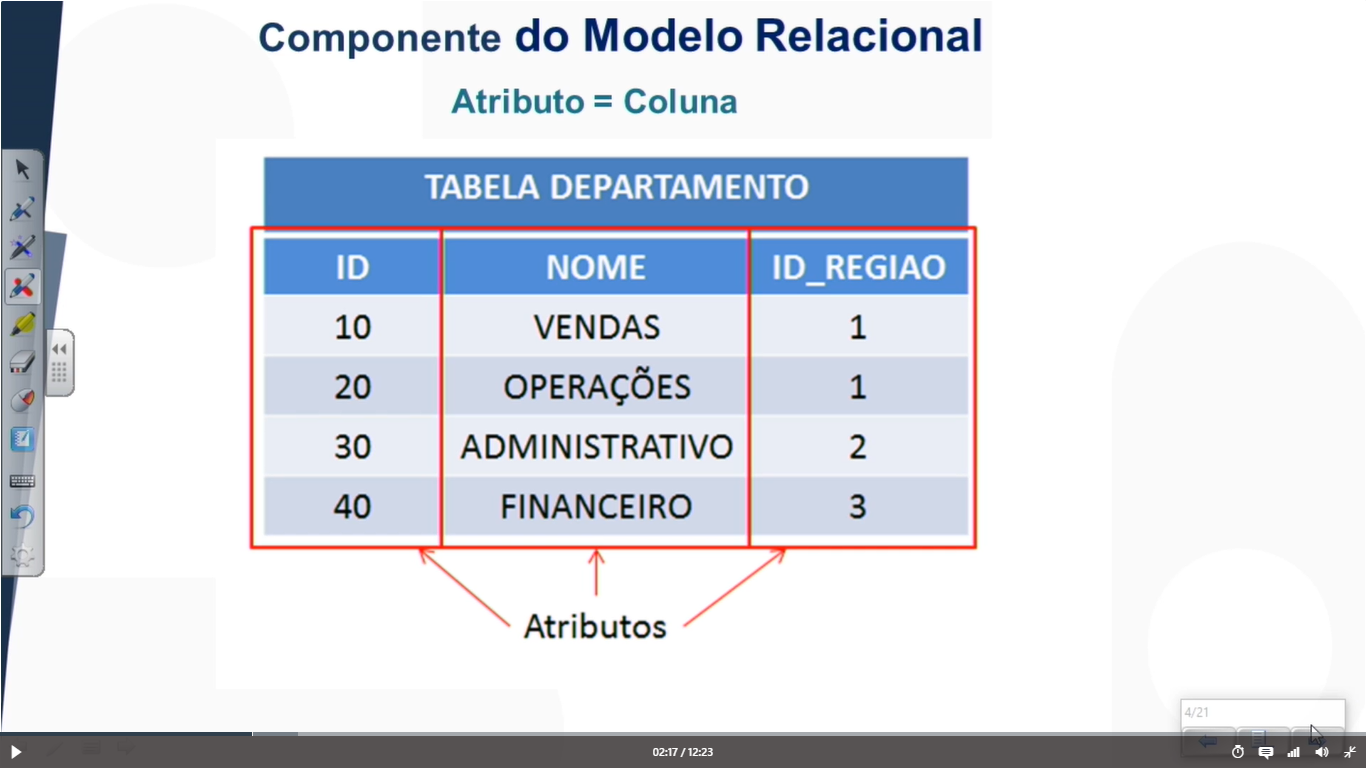 Componente do Modelo Relacional
Atributo = Coluna
TABELA DEPARTAMENTO
ID NOME ID_REGIAO
10 VENDAS 1
20 OPERAÇÕES 1
30 ADMINISTRATIVO 2
40 FINANCEIRO 3
Atributos
4/21
02:17 / 12:23